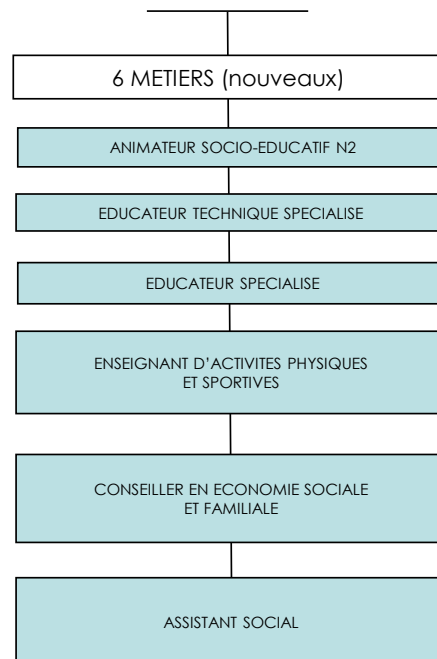 6 METIERS (nouveaux)
ANIMATEUR SOCIO-EDUCATIF N2
EDUCATEUR TECHNIQUE SPECIALISE
EDUCATEUR SPECIALISE
ENSEIGNANT D'ACTIVITES PHYSIQUES
ET SPORTIVES
CONSEILLER EN ECONOMIE SOCIALE
ET FAMILIALE
ASSISTANT SOCIAL